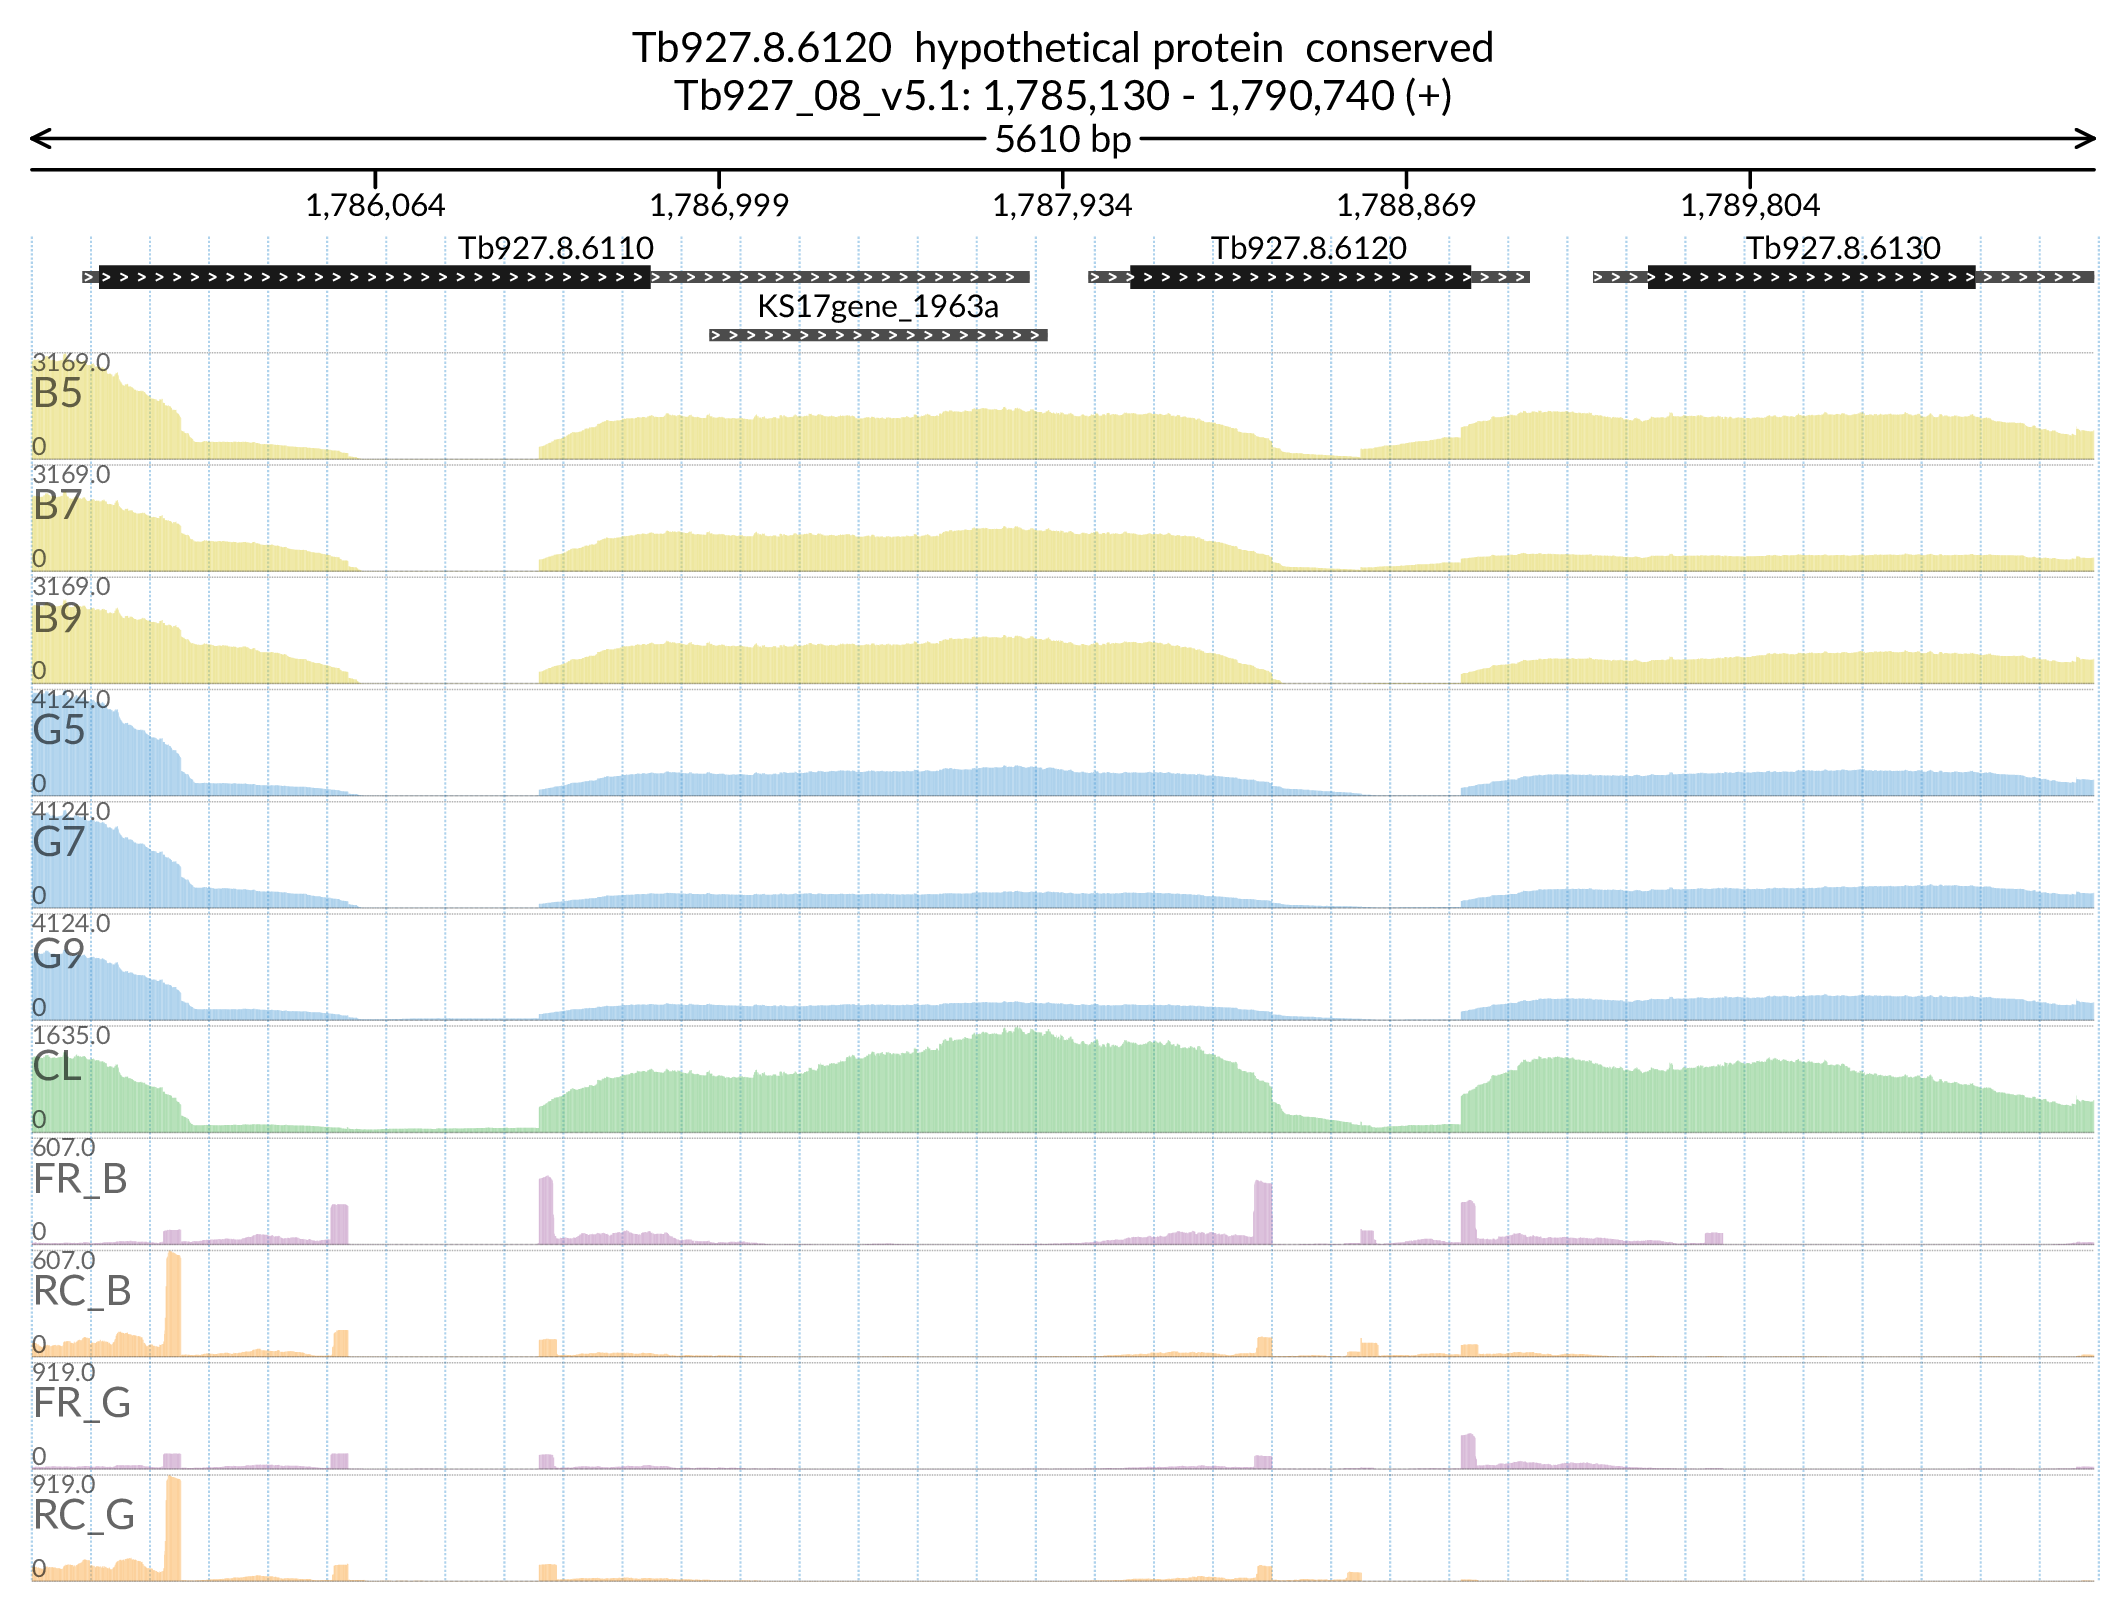 Tb927.8.6120 hypothetical protein conserved
Tb927_08_v5.1: 1,785,130 - 1,790,740 (+)
5610 bp
1,786,064 1,786,999 1,787,934 1,788,869 1,789,804
Tb927.8.6110 Tb927.8.6120 Tb927.8.6130
KS17gene_1963a
3169.0
B5
0
3169.0
B7
0
3169.0
B9
0
4124.0
G5
0
4124.0
G7
0
4124.0
G9
0
1635.0
CL
0
607.0
FR_B
0
607.0
RC_B
0
919.0
FR_G
0
919.0
RC_G
0